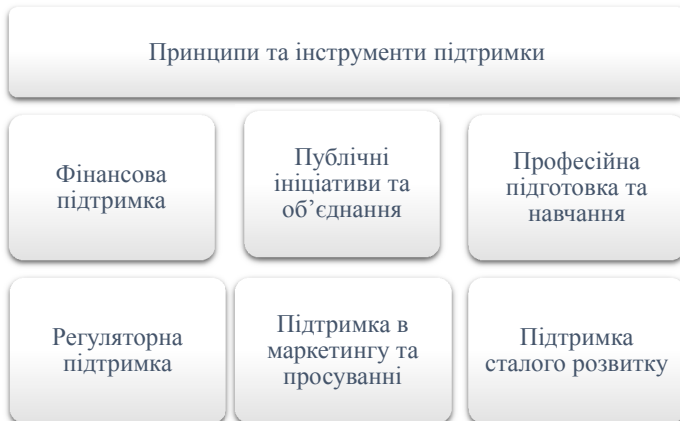 Принципи та інструменти підтримки
Фінансова
підтримка
Публічні
ініціативи та
об’єднання
Професійна
підготовка та
навчання
Регуляторна
підтримка
Підтримка в
маркетингу та
просуванні
Підтримка
сталого розвитку